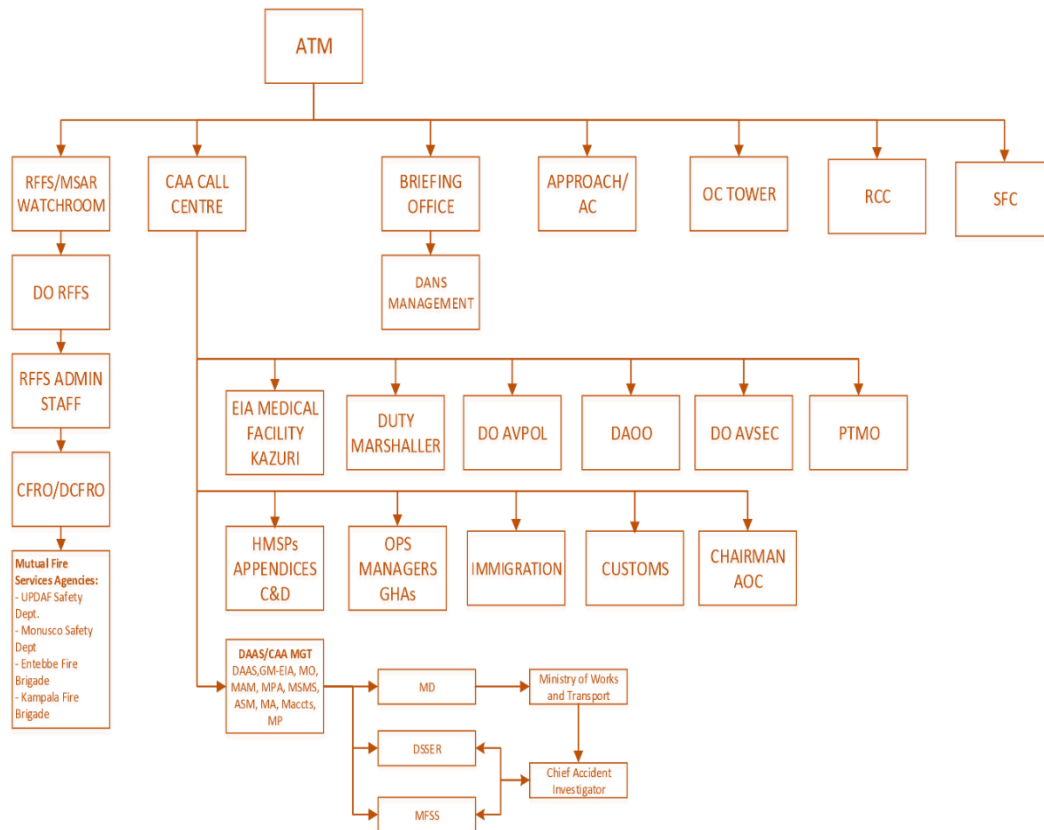 ATM
RFFS/MSAR
WATCHROOM
CAA CALL
CENTRE
BRIEFING
OFFICE
APPROACH/
AC
OC TOWER
RCC
SFC
DO RFFS
DANS
MANAGEMENT
RFFS ADMIN
STAFF
EIA MEDICAL
FACILITY
KAZURI
DUTY
MARSHALLER
DO AVPOL
DAOO
DO AVSEC
PTMO
CFRO/DCFRO
HMSPs
APPENDICES
C&D
OPS
MANAGERS
GHAs
IMMIGRATION
CUSTOMS
CHAIRMAN
AOC
Mutual Fire
Services Agencies:
- UPDAF Safety
Dept.
- Monusco Safety
Dept
- Entebbe Fire
Brigade
- Kampala Fire
Brigade
DAAS/CAA MGT
DAAS,GM-EIA, MO,
MAM, MPA, MSMS,
ASM, MA, Maccts,
MP
MD
Ministry of Works
and Transport
DSSER
Chief Accident
Investigator
MFSS